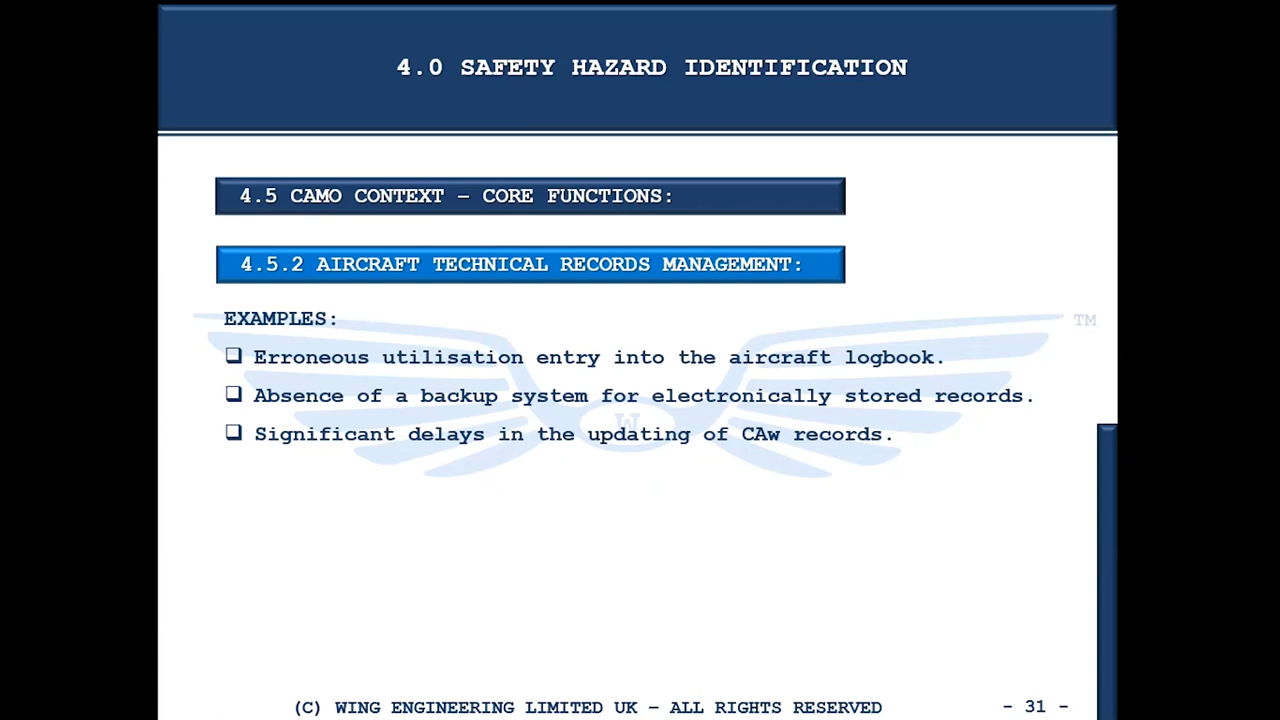 4.0 SAFETY HAZARD IDENTIFICATION
4.5 CAMO CONTEXT – CORE FUNCTIONS:
4.5.2 AIRCRAFT TECHNICAL RECORDS MANAGEMENT:
EXAMPLES:
TM
❑ Erroneous utilisation entry into the aircraft logbook.
❑ Absence of a backup system for electronically stored records.
W
❑ Significant delays in the updating of CAw records.
(C) WING ENGINEERING LIMITED UK – ALL RIGHTS RESERVED - 31 -